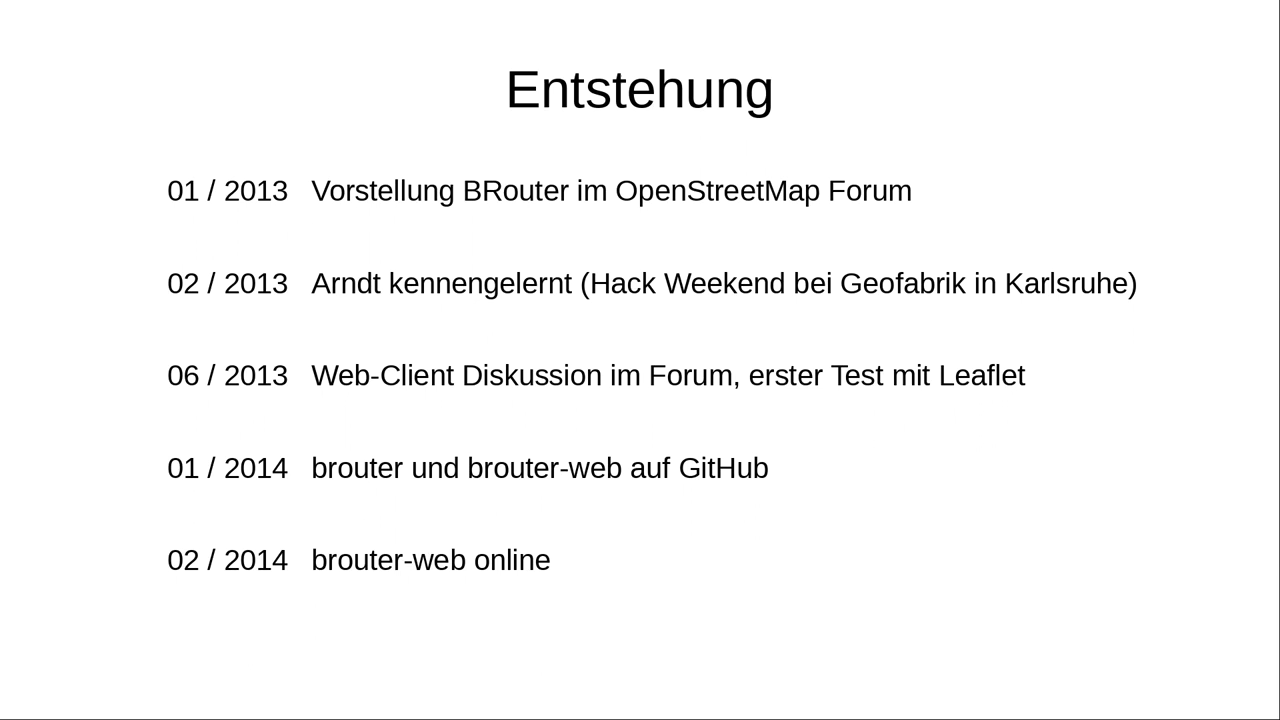 Entstehung
01 / 2013 Vorstellung BRouter im OpenStreetMap Forum
02 / 2013 Arndt kennengelernt (Hack Weekend bei Geofabrik in Karlsruhe)
06 / 2013 Web-Client Diskussion im Forum, erster Test mit Leaflet
01 / 2014 brouter und brouter-web auf GitHub
02 / 2014 brouter-web online